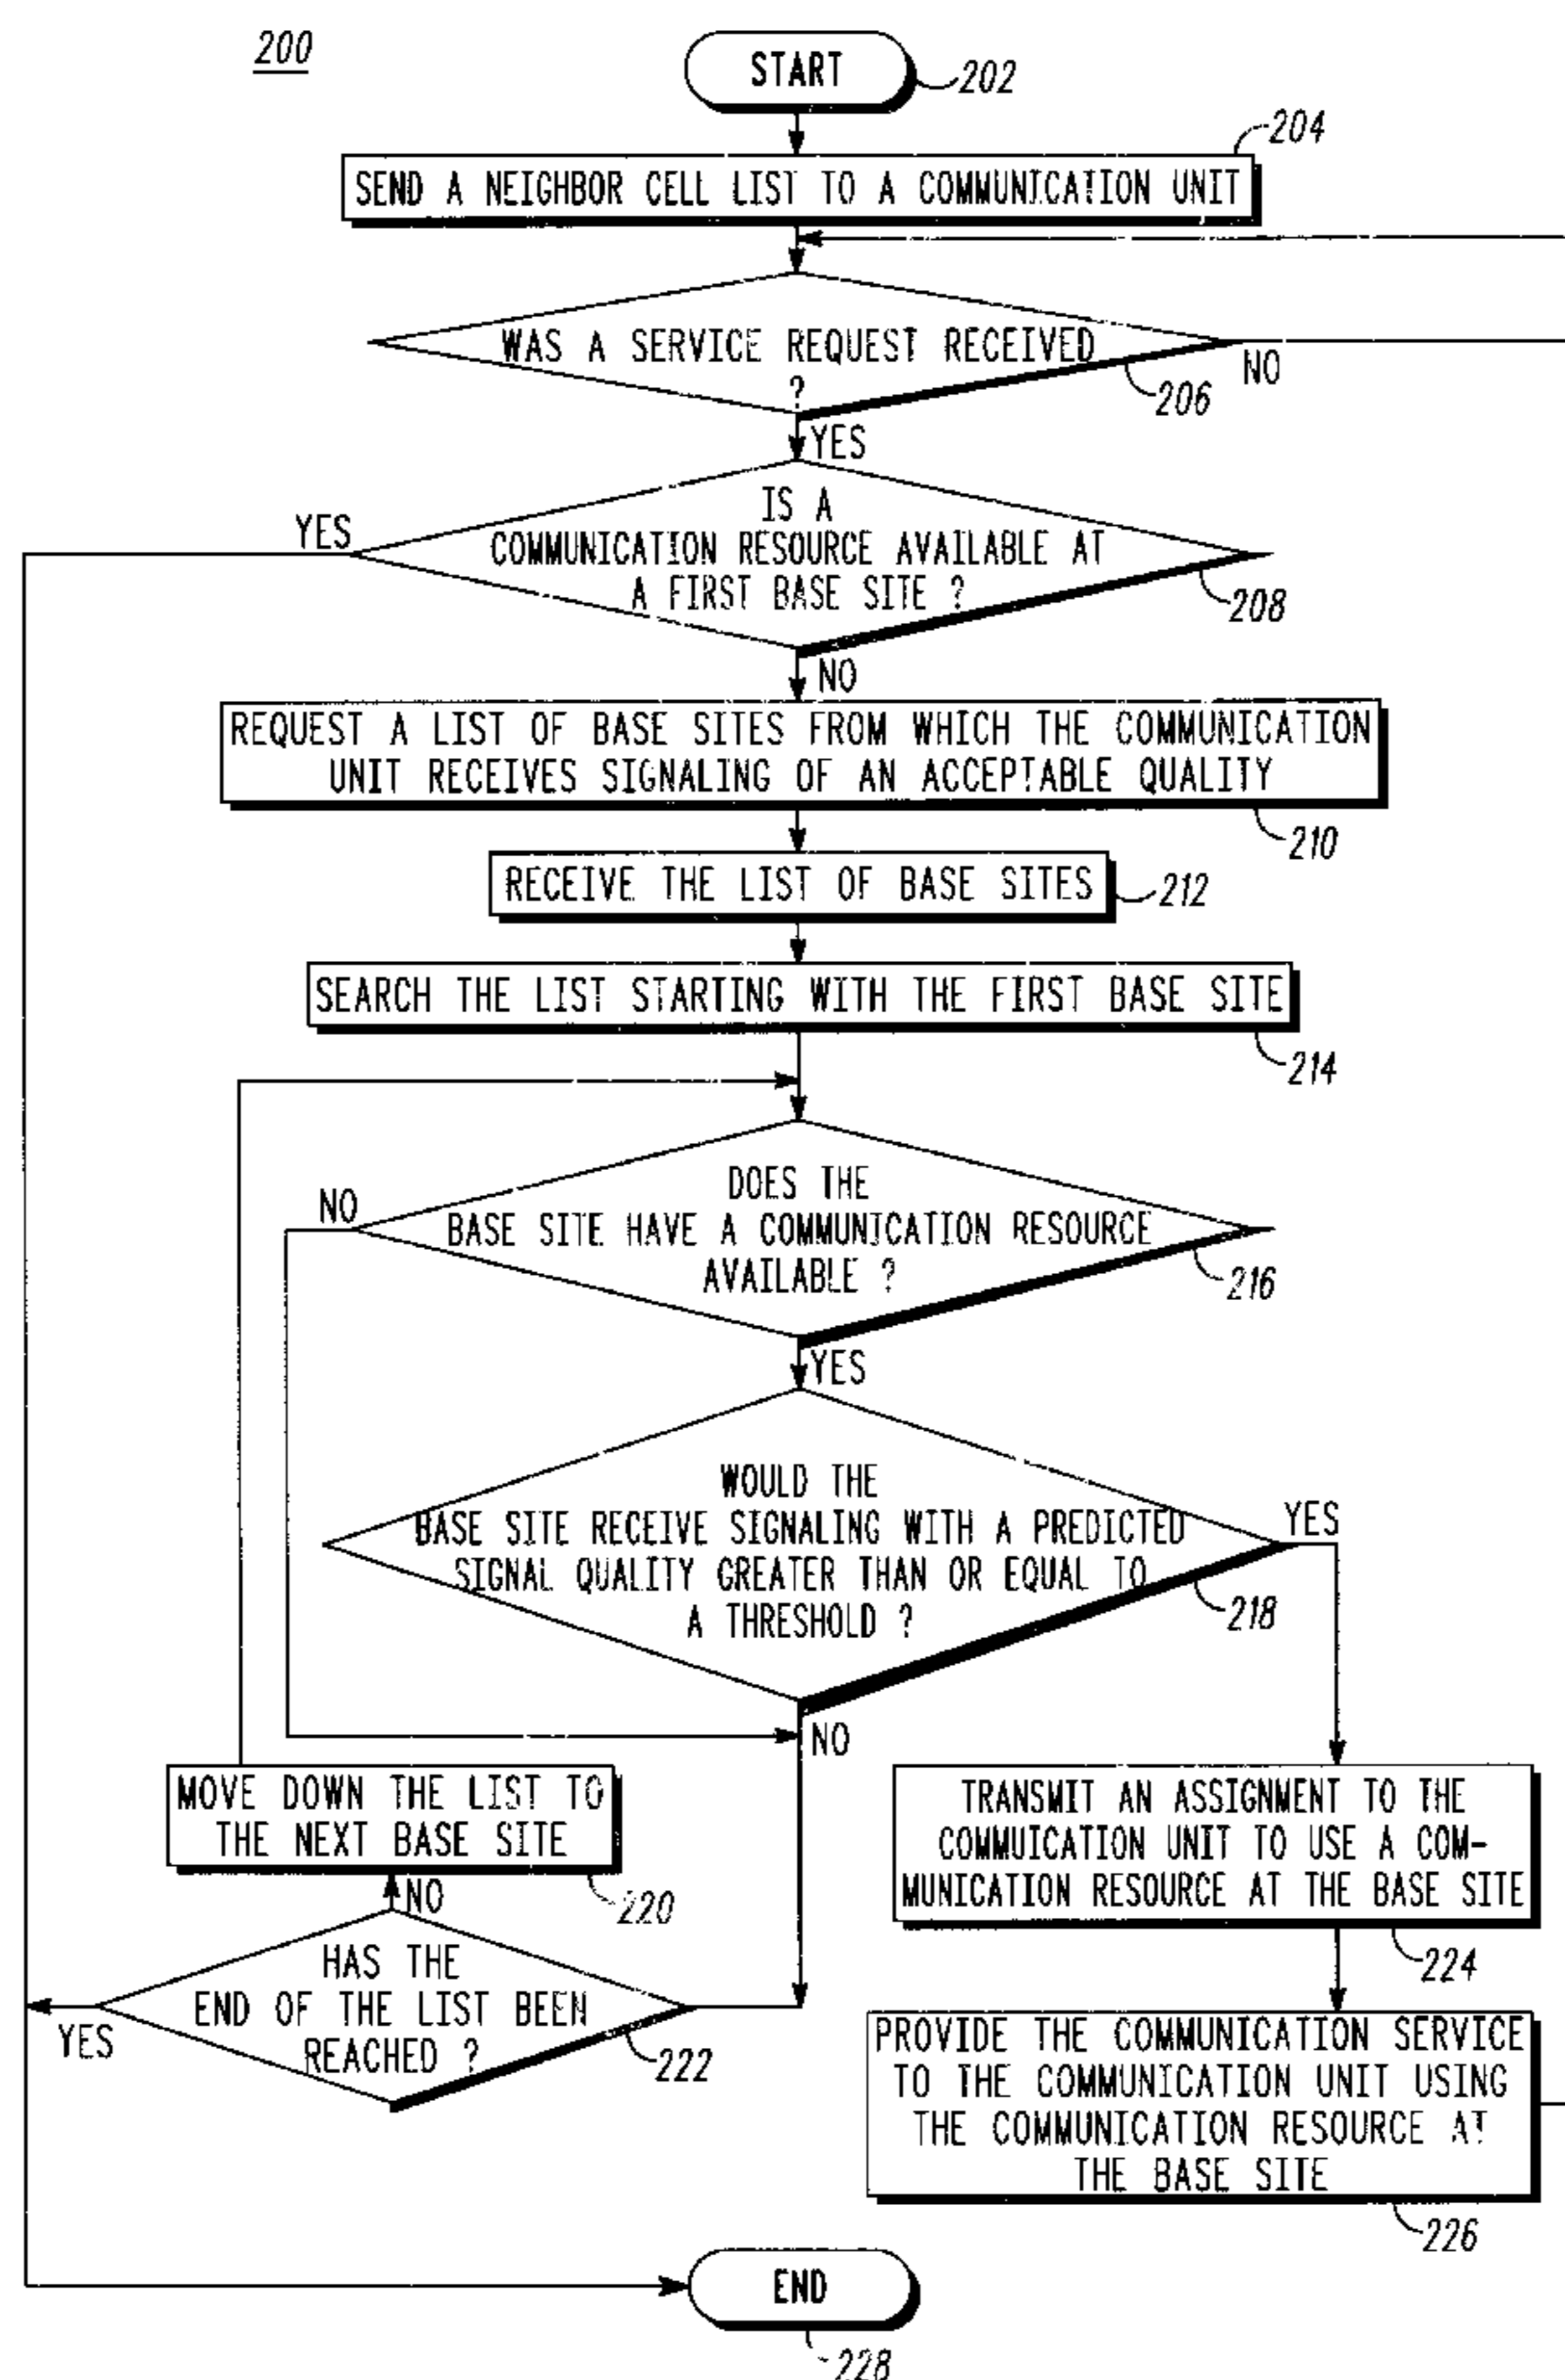 200
START
202
204
SEND A NEIGHBOR CELL LIST TO A COMMUNICATION UNIT
WAS A SERVICE REQUEST RECEIVED
?
NO
206
YES
IS A
COMMUNICATION RESOURCE AVAILABLE AT
A FIRST BASE SITE ?
YES
208
NO
REQUEST A LIST OF BASE SITES FROM WHICH THE COMMUNICATION
UNIT RECEIVES SIGNALING OF AN ACCEPTABLE QUALITY
210
RECEIVE THE LIST OF BASE SITES
212
SEARCH THE LIST STARTING WITH THE FIRST BASE SITE
214
DOES THE
BASE SITE HAVE A COMMUNICATION RESOURCE
AVAILABLE ?
NO
216
YES
WOULD THE
BASE SITE RECEIVE SIGNALING WITH A PREDICTED
SIGNAL QUALITY GREATER THAN OR EQUAL TO
A THRESHOLD ?
YES
218
NO
MOVE DOWN THE LIST TO
THE NEXT BASE SITE
220
NO
HAS THE
END OF THE LIST BEEN
REACHED ?
YES
222
TRANSMIT AN ASSIGNMENT TO THE
COMMUICATION UNIT TO USE A COM-
MUNICATION RESOURCE AT THE BASE SITE
224
PROVIDE THE COMMUNICATION SERVICE
TO THE COMMUNICATION UNIT USING
THE COMMUNICATION RESOURCE AT
THE BASE SITE
226
END
228